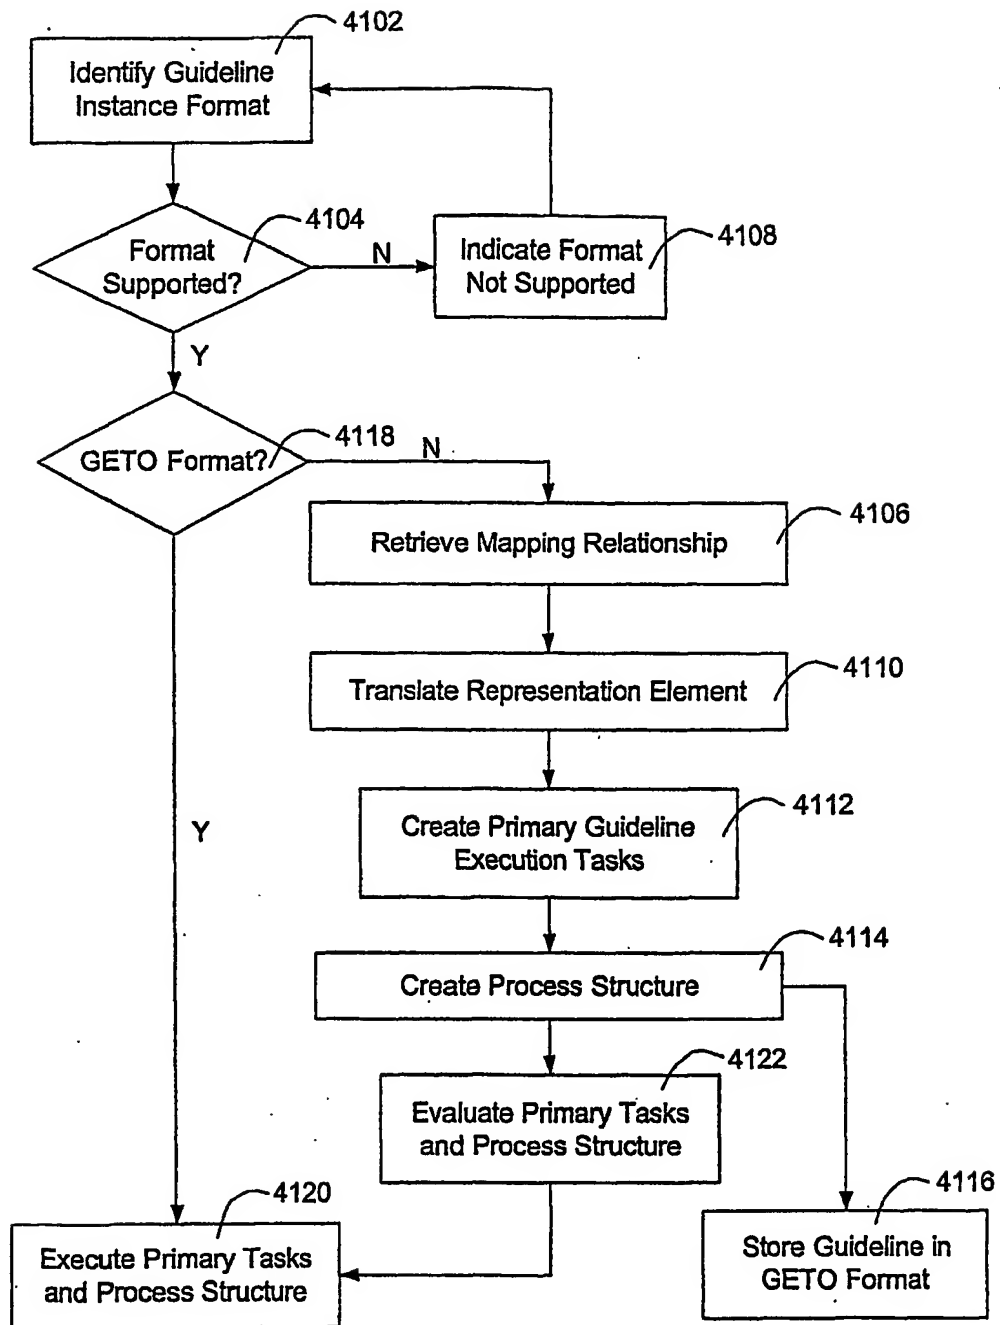 4102
Identify Guideline
Instance Format
4104
Format
Supported?
N
4108
Indicate Format
Not Supported
Y
4118
GETO Format?
N
4106
Retrieve Mapping Relationship
4110
Translate Representation Element
4112
Create Primary Guideline
Execution Tasks
Y
4114
Create Process Structure
4122
Evaluate Primary Tasks
and Process Structure
4120
Execute Primary Tasks
and Process Structure
4116
Store Guideline in
GETO Format